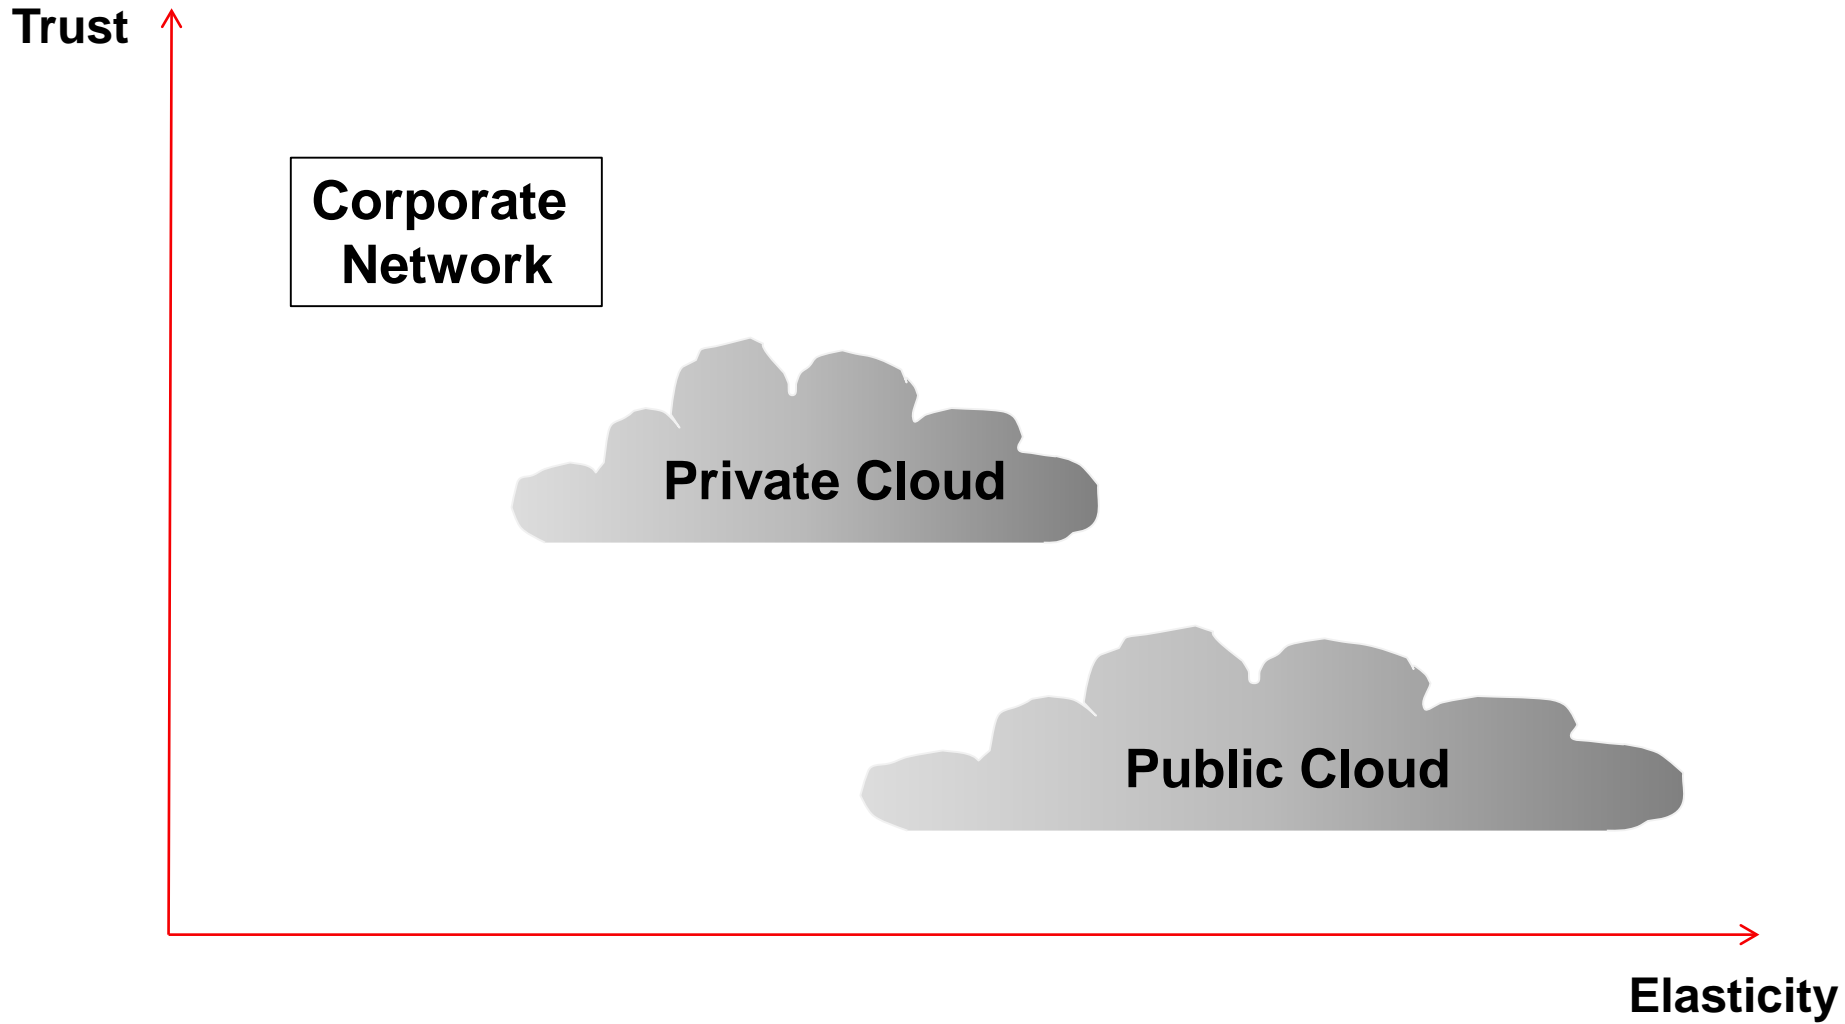 Trust
Corporate
Network
Private Cloud
Public Cloud
Elasticity